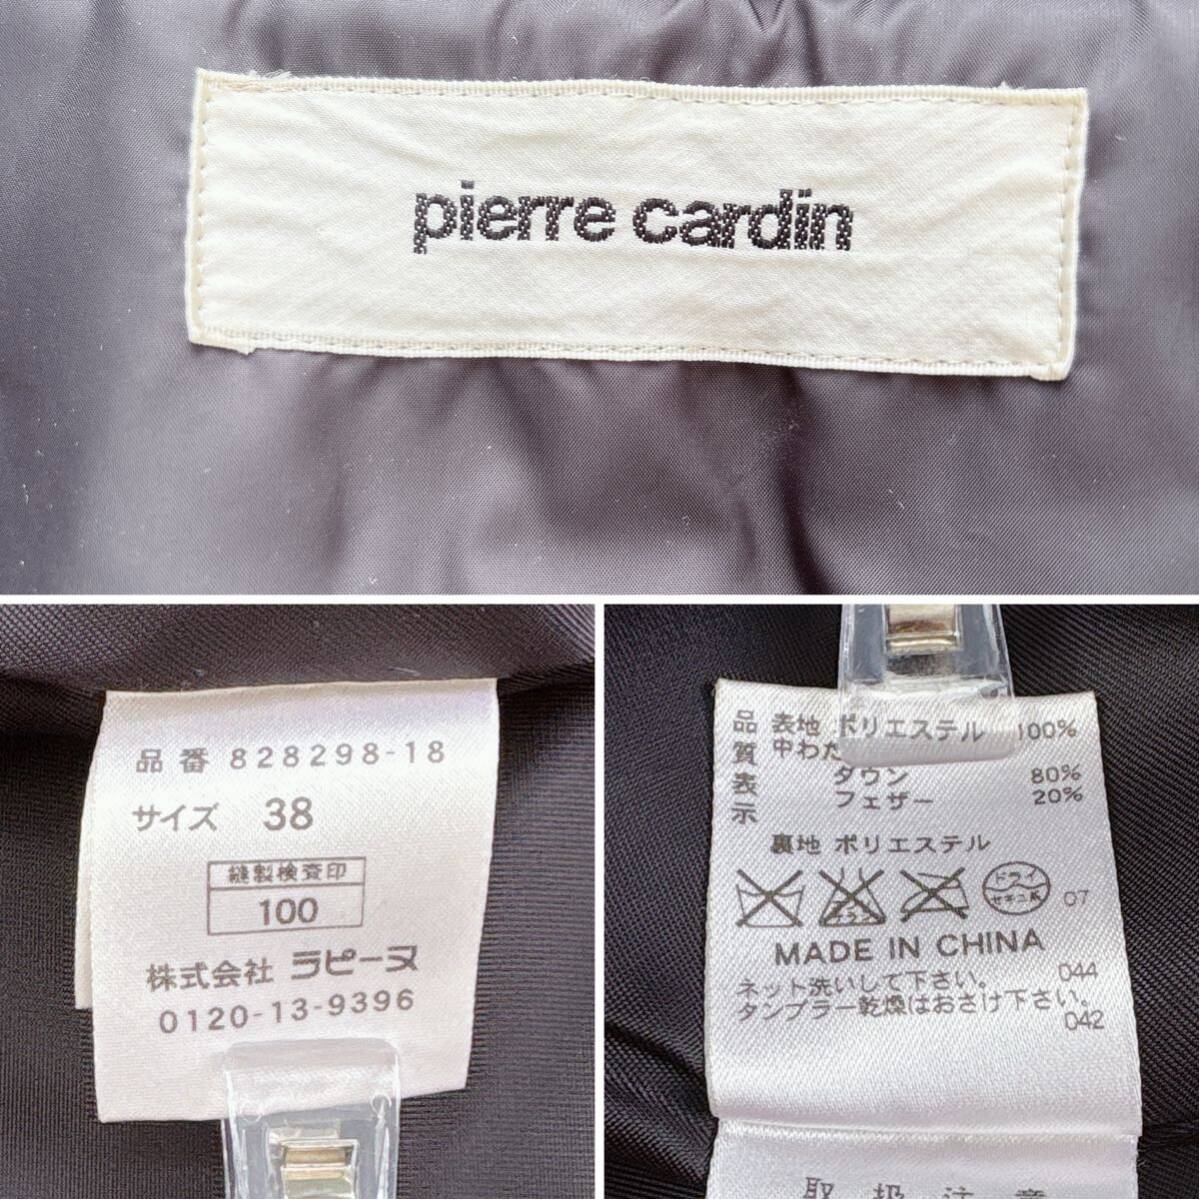 pierre cardin
品番 828298-18
サイズ 38
縫製検査印
100
株式会社 ラピーヌ
0120-13-9396
品質表示
表地 ポリエステル 100%
中わた
ダウン 80%
フェザー 20%
裏地 ポリエステル
ドライ
セキユ系
07
MADE IN CHINA
ネット洗いして下さい。 044
タンブラー乾燥はおさけ下さい。
042
取扱注意